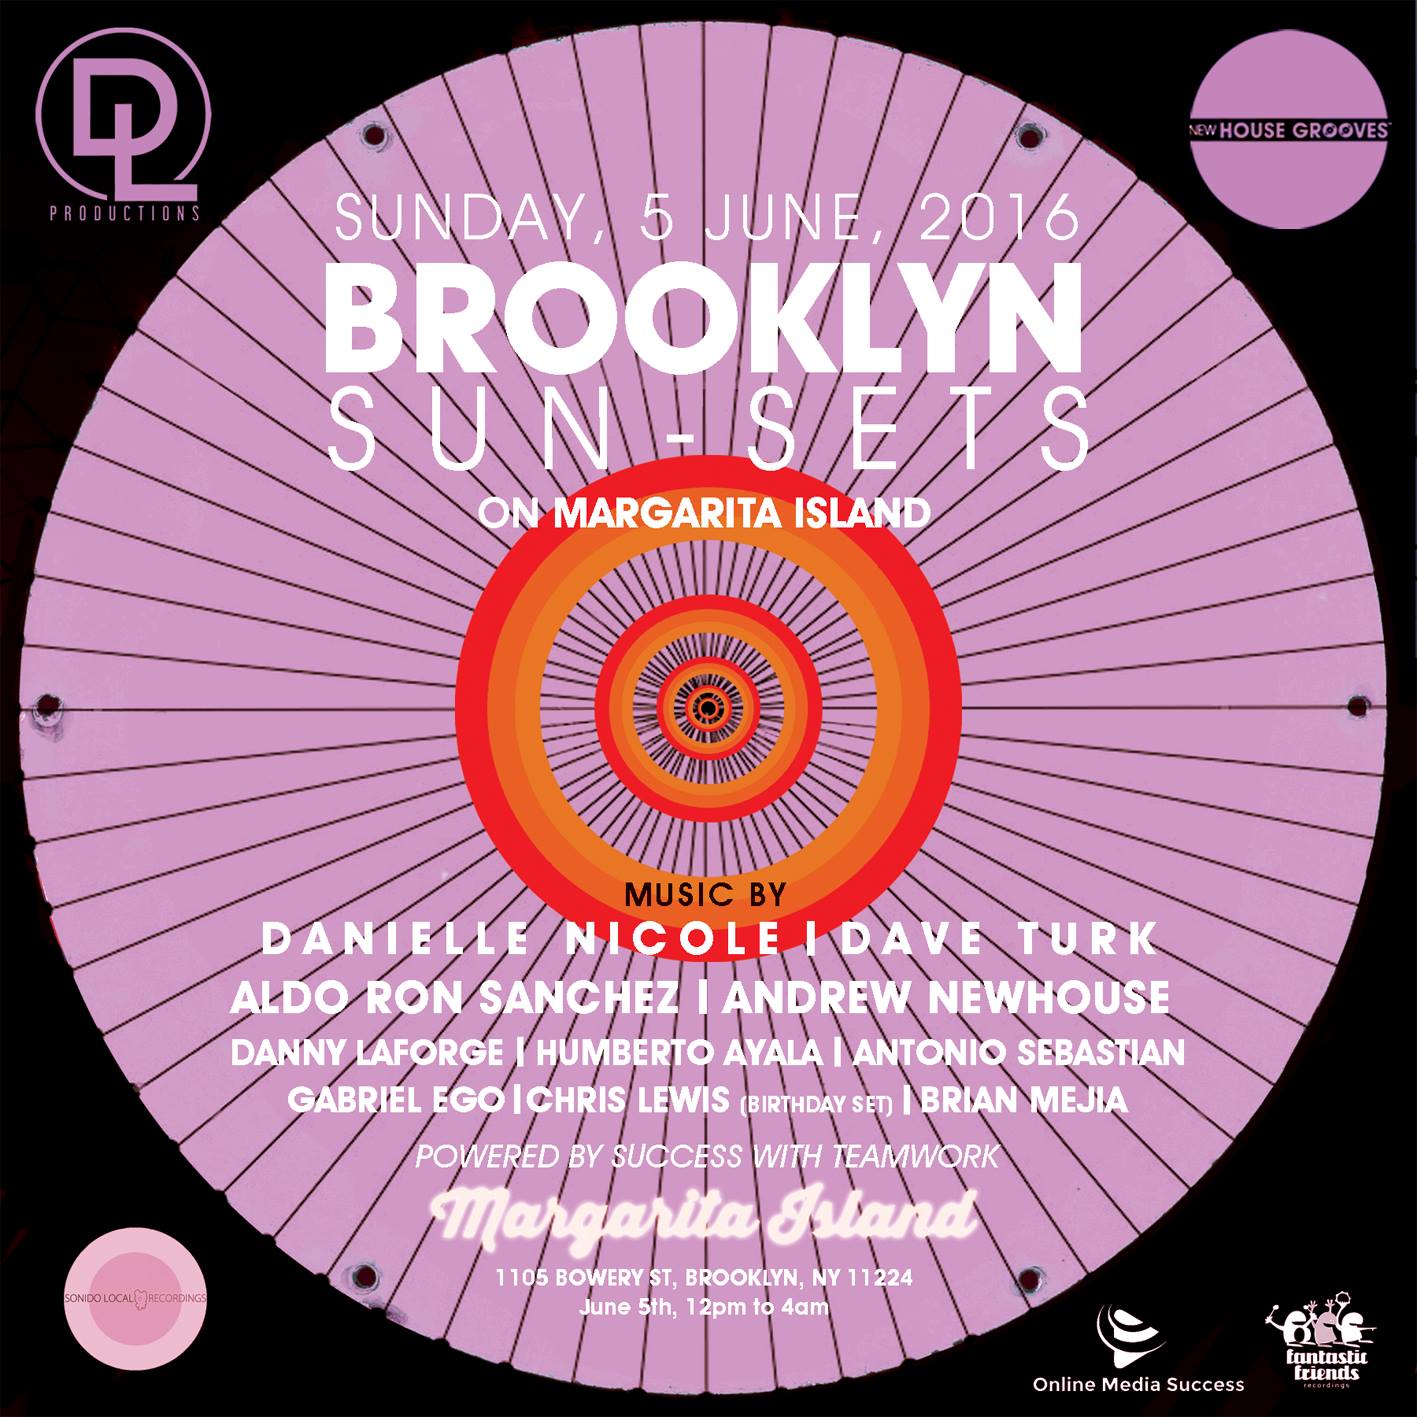 DL
PRODUCTIONS
NEW HOUSE GROOVES
SUNDAY, 5 JUNE, 2016
BROOKLYN
SUN-SETS
ON MARGARITA ISLAND
MUSIC BY
DANIELLE NICOLE | DAVE TURK
ALDO RON SANCHEZ | ANDREW NEWHOUSE
DANNY LAFORGE | HUMBERTO AYALA | ANTONIO SEBASTIAN
GABRIEL EGO | CHRIS LEWIS (BIRTHDAY SET) | BRIAN MEJIA
POWERED BY SUCCESS WITH TEAMWORK
Margarita Island
1105 BOWERY ST, BROOKLYN, NY 11224
June 5th, 12pm to 4am
SONIDO LOCAL RECORDINGS
Online Media Success
fantastic
friends
recordings